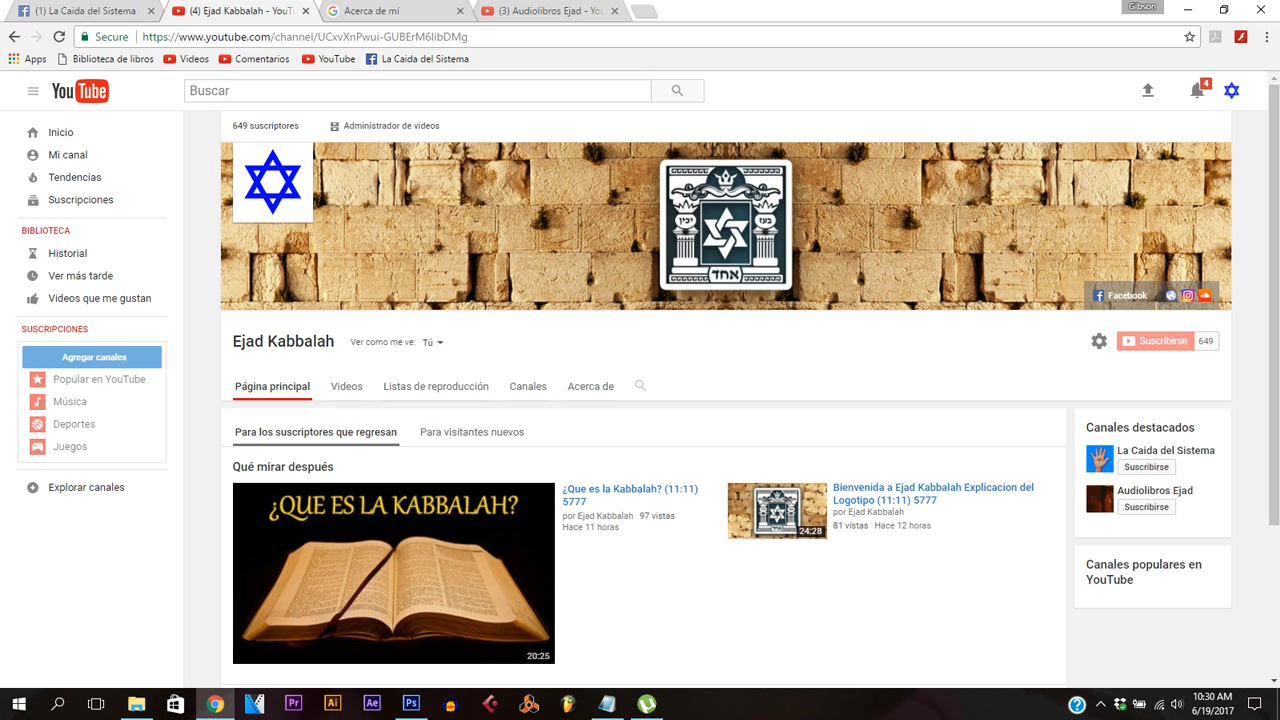 (1) La Caida del Sistema
(4) Ejad Kabbalah - YouT
Acerca de mí
(3) Audiolibros Ejad - Yo
Gibson
Secure
https://www.youtube.com/channel/UCxvXnPwui-GUBErM6IibDMg
Apps
Biblioteca de libros
Videos
Comentarios
YouTube
La Caida del Sistema
YouTube
Buscar
4
649 suscriptores
Administrador de videos
Inicio
Mi canal
Tendencias
Suscripciones
BIBLIOTECA
Historial
Ver más tarde
Videos que me gustan
SUSCRIPCIONES
Agregar canales
Popular en YouTube
Música
Deportes
Juegos
Explorar canales
יכין
בעז
אחד
Facebook
Ejad Kabbalah
Ver como me ve:
Tú
Suscribirse
649
Página principal
Videos
Listas de reproducción
Canales
Acerca de
Para los suscriptores que regresan
Para visitantes nuevos
Qué mirar después
¿QUE ES LA KABBALAH?
20:25
¿Que es la Kabbalah? (11:11)
5777
por Ejad Kabbalah
97 vistas
Hace 11 horas
24:28
Bienvenida a Ejad Kabbalah Explicacion del
Logotipo (11:11) 5777
por Ejad Kabbalah
81 vistas
Hace 12 horas
Canales destacados
La Caida del Sistema
Suscribirse
Audiolibros Ejad
Suscribirse
Canales populares en
YouTube
Pr
Ai
Ae
Ps
10:30 AM
6/19/2017